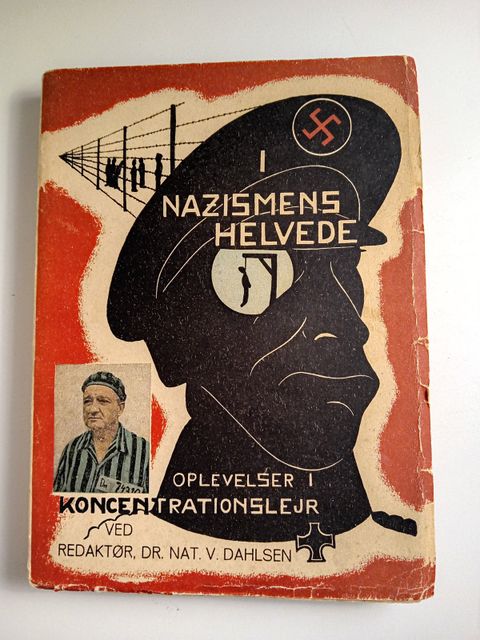 I
NAZISMENS
HELVEDE
OPLEVELSER I
KONCENTRATIONSLEJR
VED
REDAKTØR, DR. NAT. V. DAHLSEN